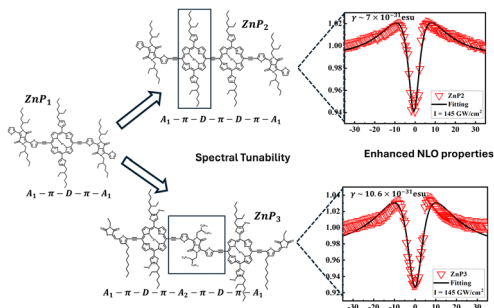 ZnP₂
A₁ − π − D − π − D − π − A₁
ZnP₁
A₁ − π − D − π − A₁
Spectral Tunability
ZnP₃
A₁ − π − D − π − A₂ − π − D − π − A₁
γ ~ 7 × 10⁻³¹esu
1.02
1.00
0.98
0.96
0.94
ZnP2
Fitting
I = 145 GW/cm²
-30 -20 -10 0 10 20 30
Enhanced NLO properties
γ ~ 10.6 × 10⁻³¹esu
1.04
1.02
1.00
0.98
0.96
0.94
0.92
ZnP3
Fitting
I = 145 GW/cm²
-30 -20 -10 0 10 20 30